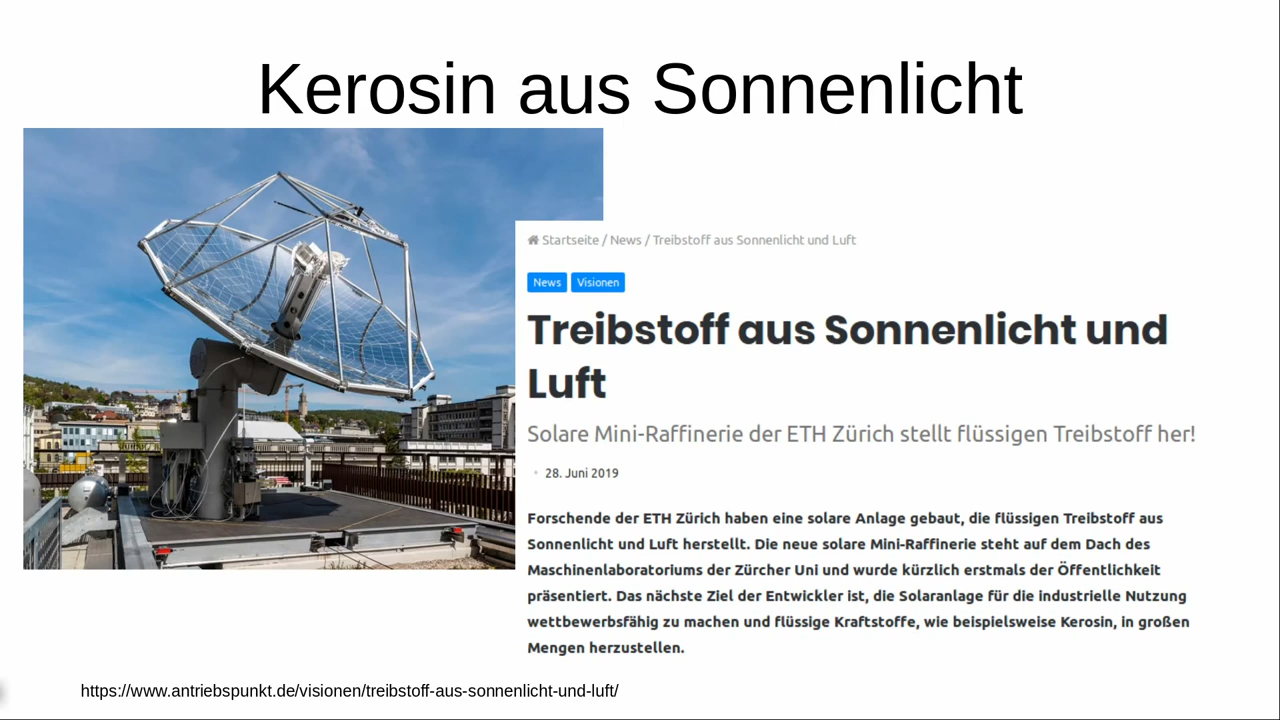 Kerosin aus Sonnenlicht
Startseite / News / Treibstoff aus Sonnenlicht und Luft
News Visionen
Treibstoff aus Sonnenlicht und
Luft
Solare Mini-Raffinerie der ETH Zürich stellt flüssigen Treibstoff her!
28. Juni 2019
Forschende der ETH Zürich haben eine solare Anlage gebaut, die flüssigen Treibstoff aus
Sonnenlicht und Luft herstellt. Die neue solare Mini-Raffinerie steht auf dem Dach des
Maschinenlaboratoriums der Zürcher Uni und wurde kürzlich erstmals der Öffentlichkeit
präsentiert. Das nächste Ziel der Entwickler ist, die Solaranlage für die industrielle Nutzung
wettbewerbsfähig zu machen und flüssige Kraftstoffe, wie beispielsweise Kerosin, in großen
Mengen herzustellen.
https://www.antriebspunkt.de/visionen/treibstoff-aus-sonnenlicht-und-luft/